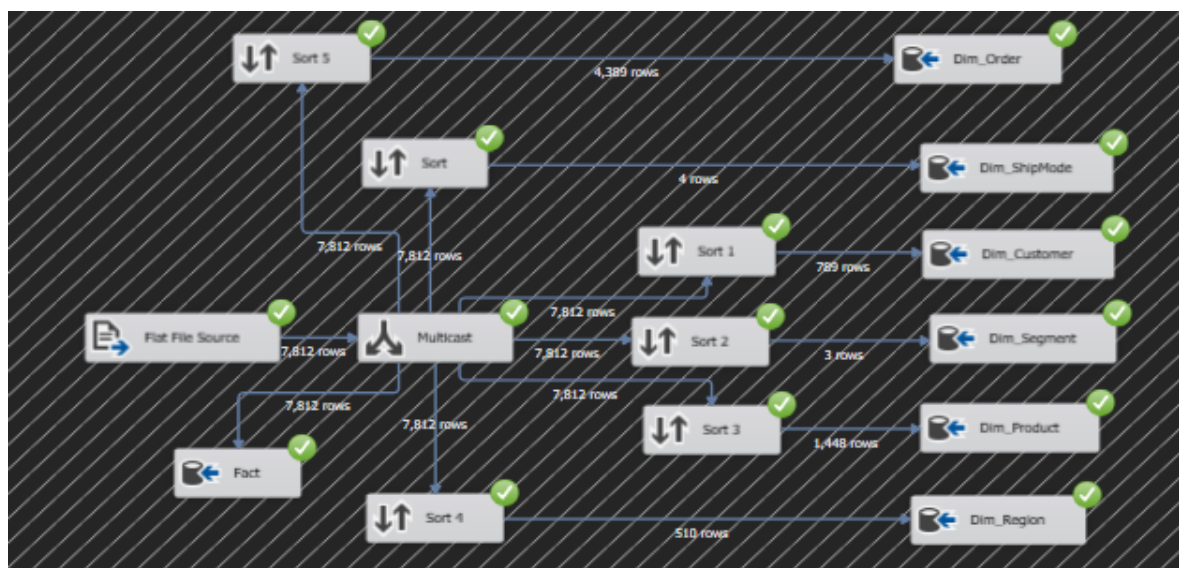 Sort 5
4,389 rows
Dim_Order
Sort
4 rows
Dim_ShipMode
7,812 rows
7,812 rows
Sort 1
789 rows
Dim_Customer
7,812 rows
Flat File Source
7,812 rows
Multicast
7,812 rows
Sort 2
3 rows
Dim_Segment
7,812 rows
7,812 rows
7,812 rows
Sort 3
1,448 rows
Dim_Product
Fact
Sort 4
510 rows
Dim_Region